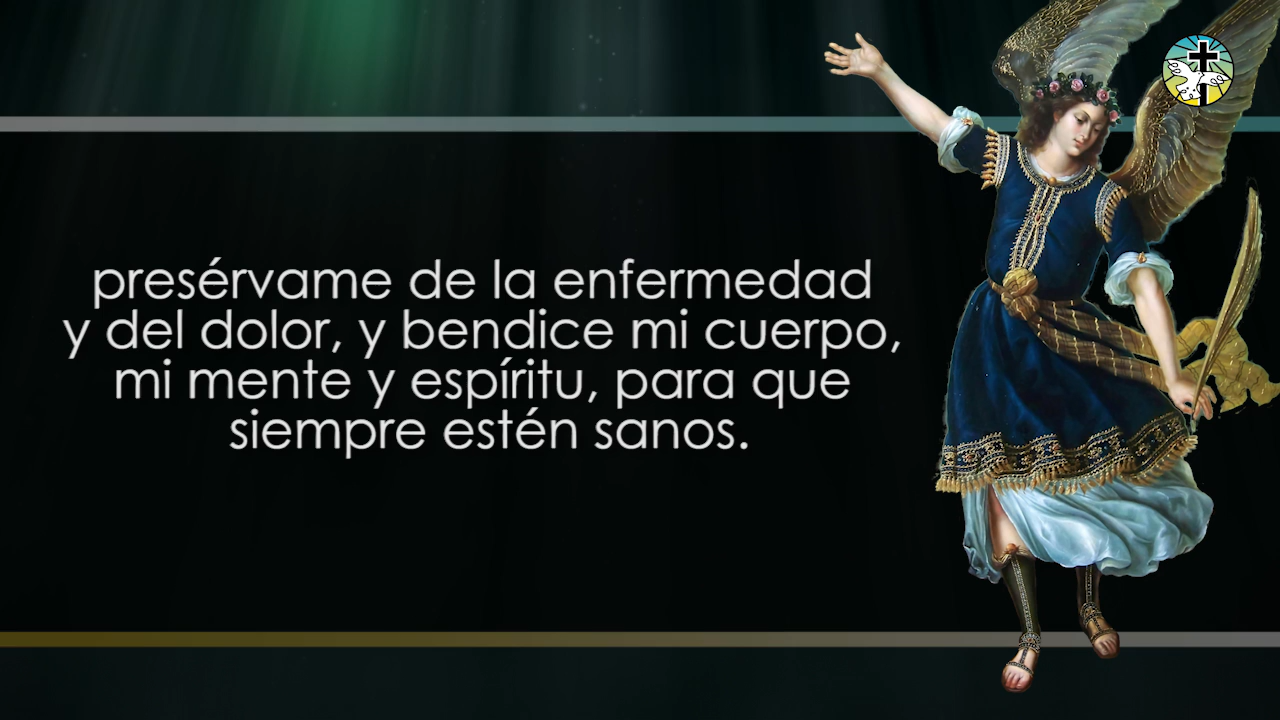 presérvame de la enfermedad
y del dolor, y bendice mi cuerpo,
mi mente y espíritu, para que
siempre estén sanos.